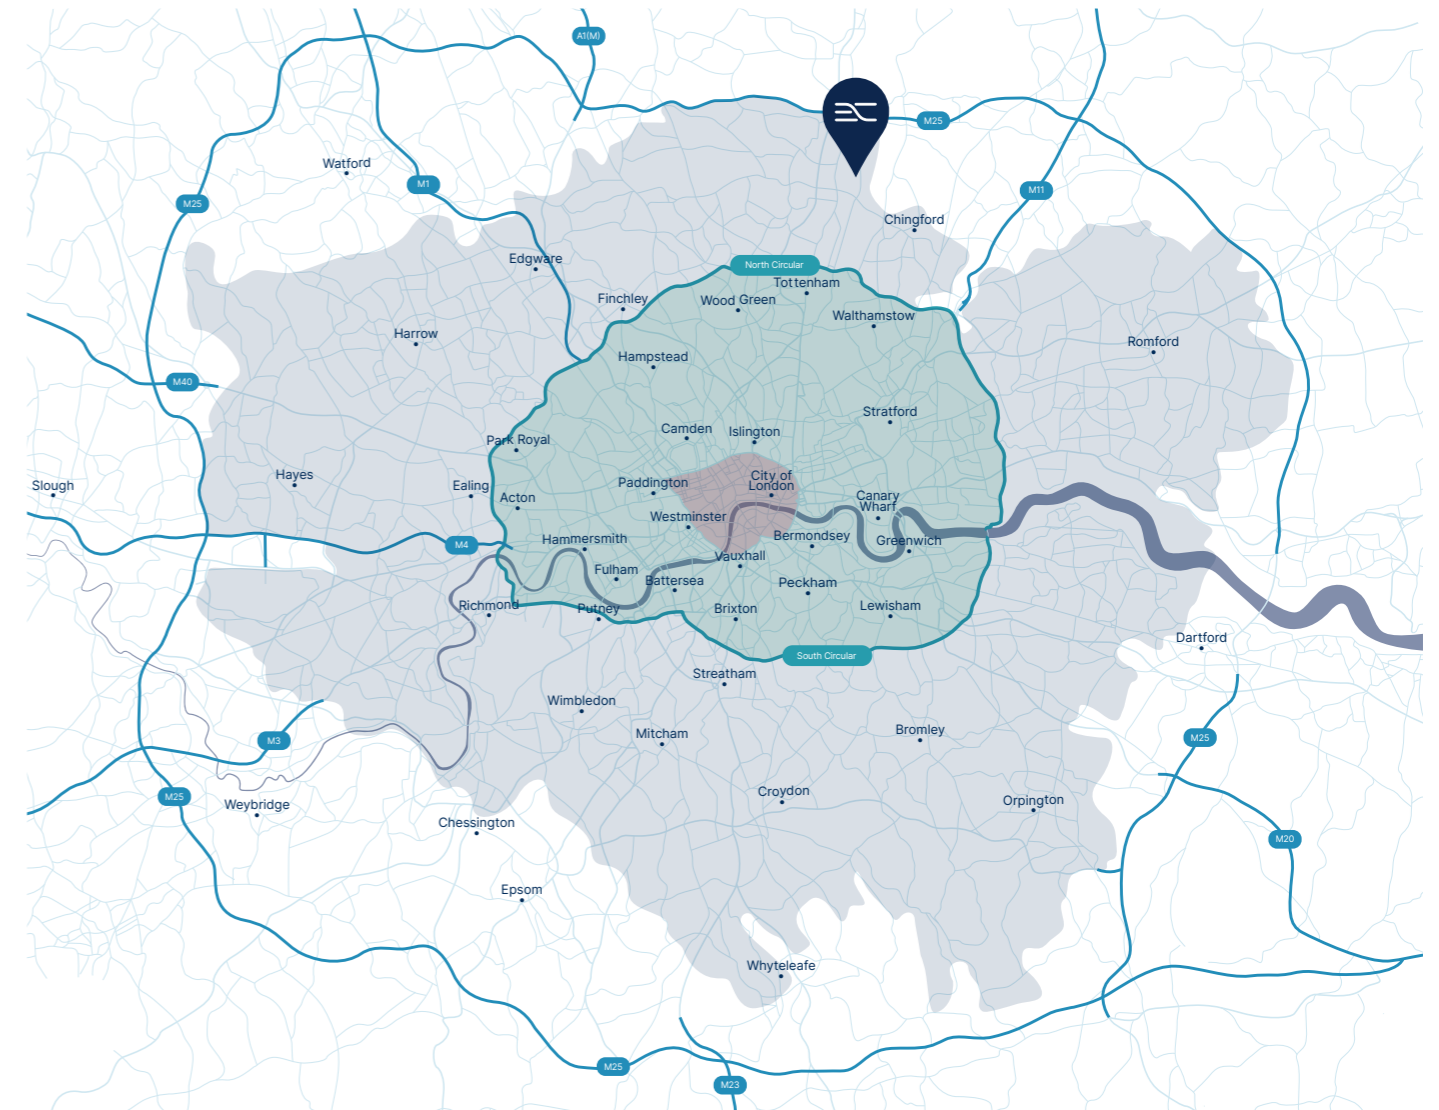 A1(M)
M25
Watford
M1
M11
M25
Chingford
Edgware
North Circular
Tottenham
Finchley
Wood Green
Walthamstow
Harrow
Romford
Hampstead
M40
Stratford
Camden
Islington
Park Royal
Hayes
City of
London
Slough
Ealing
Paddington
Acton
Canary
Wharf
Westminster
Bermondsey
M4
Hammersmith
Greenwich
Vauxhall
Fulham
Battersea
Peckham
Richmond
Putney
Brixton
Lewisham
Dartford
South Circular
Streatham
Wimbledon
Mitcham
Bromley
M25
M3
Croydon
M25
Weybridge
Orpington
Chessington
M20
Epsom
Whyteleafe
M25
M23